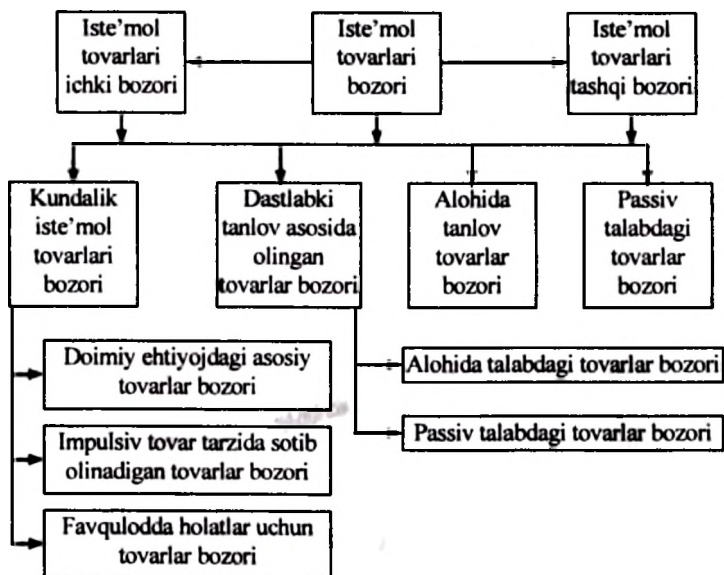 Iste’mol
tovarlari
ichki bozori
Iste’mol
tovarlari
bozori
Iste’mol
tovarlari
tashqi bozori
Kundalik
iste’mol
tovarlari
bozori
Dastlabki
tanlov asosida
olingan
tovarlar bozori
Alohida
tanlov
tovarlar
bozori
Passiv
talabdagi
tovarlar
bozori
Doimiy ehtiyojdagi asosiy
tovarlar bozori
Impulsiv tovar tarzida sotib
olinadigan tovarlar bozori
Favqulodda holatlar uchun
tovarlar bozori
Alohida talabdagi tovarlar bozori
Passiv talabdagi tovarlar bozori